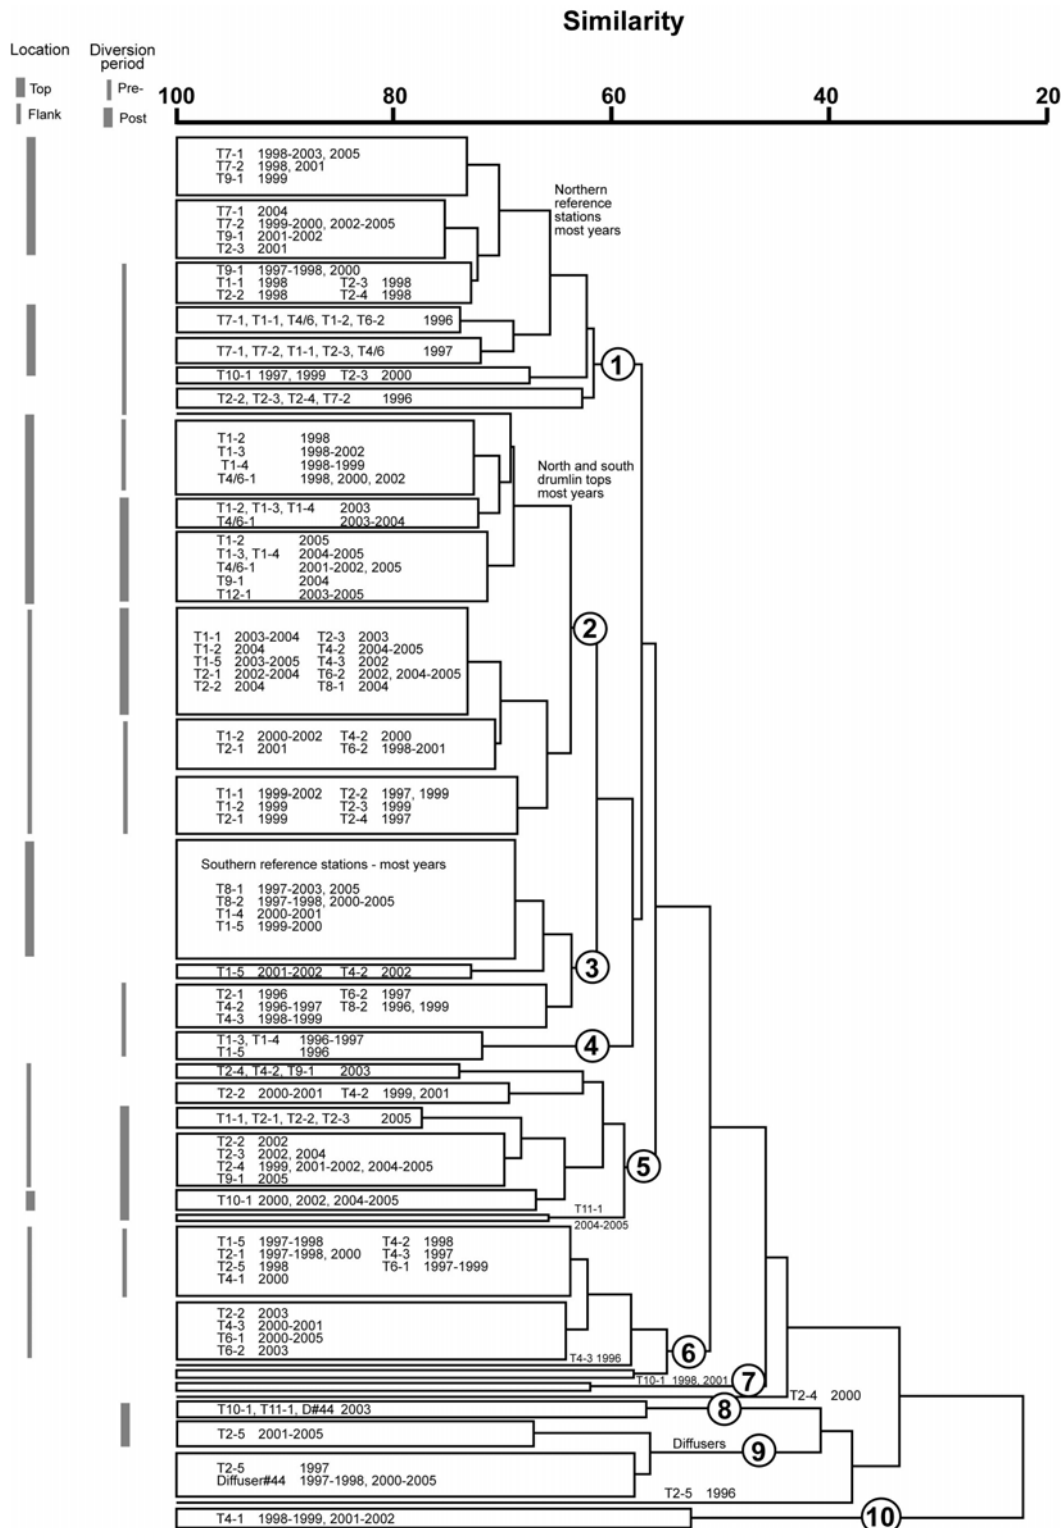 Similarity
Location Diversion period
Top Pre-
Flank Post
100 80 60 40 20
T7-1 1998-2003, 2005
T7-2 1998, 2001
T9-1 1999
Northern
reference
stations
most years
T7-1 2004
T7-2 1999-2000, 2002-2005
T9-1 2001-2002
T2-3 2001
T9-1 1997-1998, 2000
T1-1 1998 T2-3 1998
T2-2 1998 T2-4 1998
T7-1, T1-1, T4/6, T1-2, T6-2 1996
T7-1, T7-2, T1-1, T2-3, T4/6 1997
1
T10-1 1997, 1999 T2-3 2000
T2-2, T2-3, T2-4, T7-2 1996
T1-2 1998
T1-3 1998-2002
T1-4 1998-1999
T4/6-1 1998, 2000, 2002
North and south
drumlin tops
most years
T1-2, T1-3, T1-4 2003
T4/6-1 2003-2004
T1-2 2005
T1-3, T1-4 2004-2005
T4/6-1 2001-2002, 2005
T9-1 2004
T12-1 2003-2005
2
T1-1 2003-2004 T2-3 2003
T1-2 2004 T4-2 2004-2005
T1-5 2003-2005 T4-3 2002
T2-1 2002-2004 T6-2 2002, 2004-2005
T2-2 2004 T8-1 2004
T1-2 2000-2002 T4-2 2000
T2-1 2001 T6-2 1998-2001
T1-1 1999-2002 T2-2 1997, 1999
T1-2 1999 T2-3 1999
T2-1 1999 T2-4 1997
Southern reference stations - most years
T8-1 1997-2003, 2005
T8-2 1997-1998, 2000-2005
T1-4 2000-2001
T1-5 1999-2000
3
T1-5 2001-2002 T4-2 2002
T2-1 1996 T6-2 1997
T4-2 1996-1997 T8-2 1996, 1999
T4-3 1998-1999
T1-3, T1-4 1996-1997
T1-5 1996
4
T2-4, T4-2, T9-1 2003
T2-2 2000-2001 T4-2 1999, 2001
T1-1, T2-1, T2-2, T2-3 2005
T2-2 2002
T2-3 2002, 2004
T2-4 1999, 2001-2002, 2004-2005
T9-1 2005
5
T10-1 2000, 2002, 2004-2005
T11-1
2004-2005
T1-5 1997-1998 T4-2 1998
T2-1 1997-1998, 2000 T4-3 1997
T2-5 1998 T6-1 1997-1999
T4-1 2000
T2-2 2003
T4-3 2000-2001
T6-1 2000-2005
T6-2 2003
T4-3 1996
6
T10-1 1998, 2001
7
T2-4 2000
T10-1, T11-1, D#44 2003
8
T2-5 2001-2005
Diffusers
9
T2-5 1997
Diffuser#44 1997-1998, 2000-2005
T2-5 1996
T4-1 1998-1999, 2001-2002
10